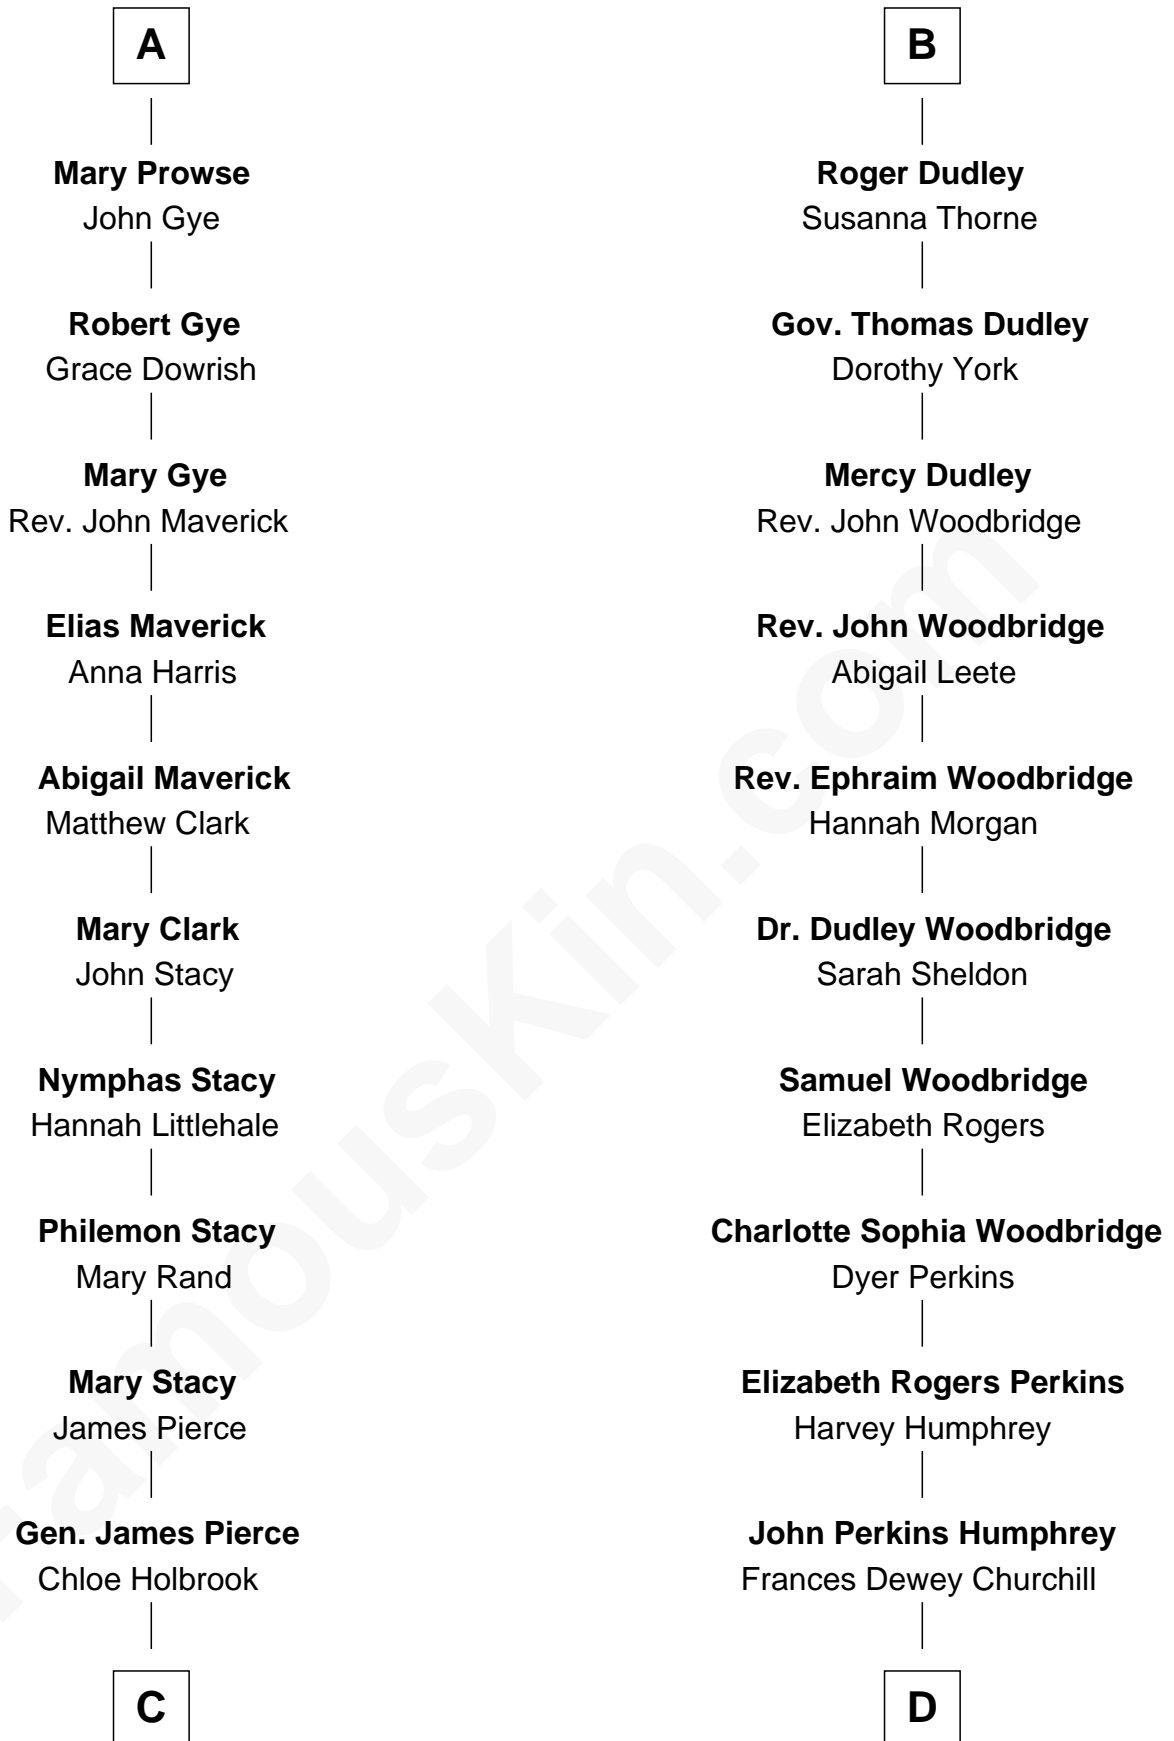 A
Mary Prowse
John Gye
Robert Gye
Grace Dowrish
Mary Gye
Rev. John Maverick
Elias Maverick
Anna Harris
Abigail Maverick
Matthew Clark
Mary Clark
John Stacy
Nymphas Stacy
Hannah Littlehale
Philemon Stacy
Mary Rand
Mary Stacy
James Pierce
Gen. James Pierce
Chloe Holbrook
C
B
Roger Dudley
Susanna Thorne
Gov. Thomas Dudley
Dorothy York
Mercy Dudley
Rev. John Woodbridge
Rev. John Woodbridge
Abigail Leete
Rev. Ephraim Woodbridge
Hannah Morgan
Dr. Dudley Woodbridge
Sarah Sheldon
Samuel Woodbridge
Elizabeth Rogers
Charlotte Sophia Woodbridge
Dyer Perkins
Elizabeth Rogers Perkins
Harvey Humphrey
John Perkins Humphrey
Frances Dewey Churchill
D
FamousKin.com